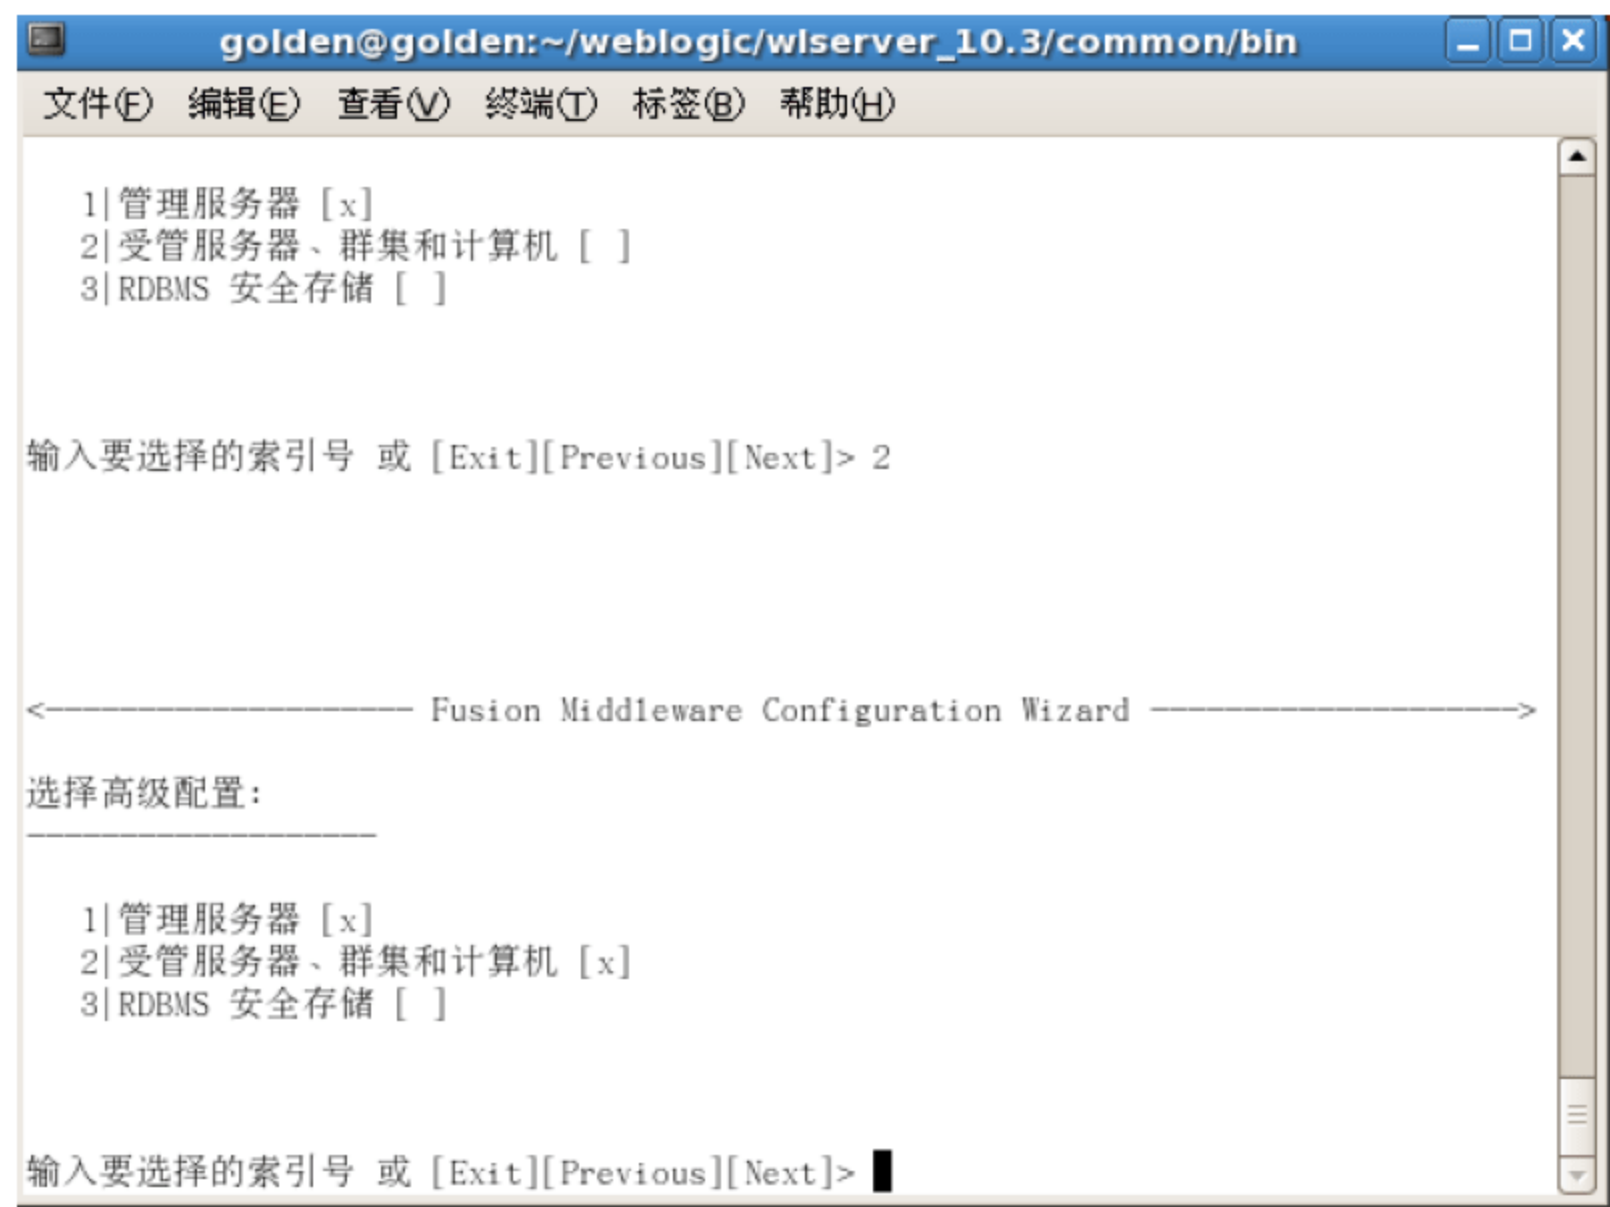 golden@golden:~/weblogic/wlserver_10.3/common/bin
文件(F) 编辑(E) 查看(V) 终端(T) 标签(B) 帮助(H)
1|管理服务器 [x]
2|受管服务器、群集和计算机 [ ]
3|RDBMS 安全存储 [ ]
输入要选择的索引号 或 [Exit][Previous][Next]> 2
<------------------- Fusion Middleware Configuration Wizard ------------------->
选择高级配置:
-------------------
1|管理服务器 [x]
2|受管服务器、群集和计算机 [x]
3|RDBMS 安全存储 [ ]
输入要选择的索引号 或 [Exit][Previous][Next]>